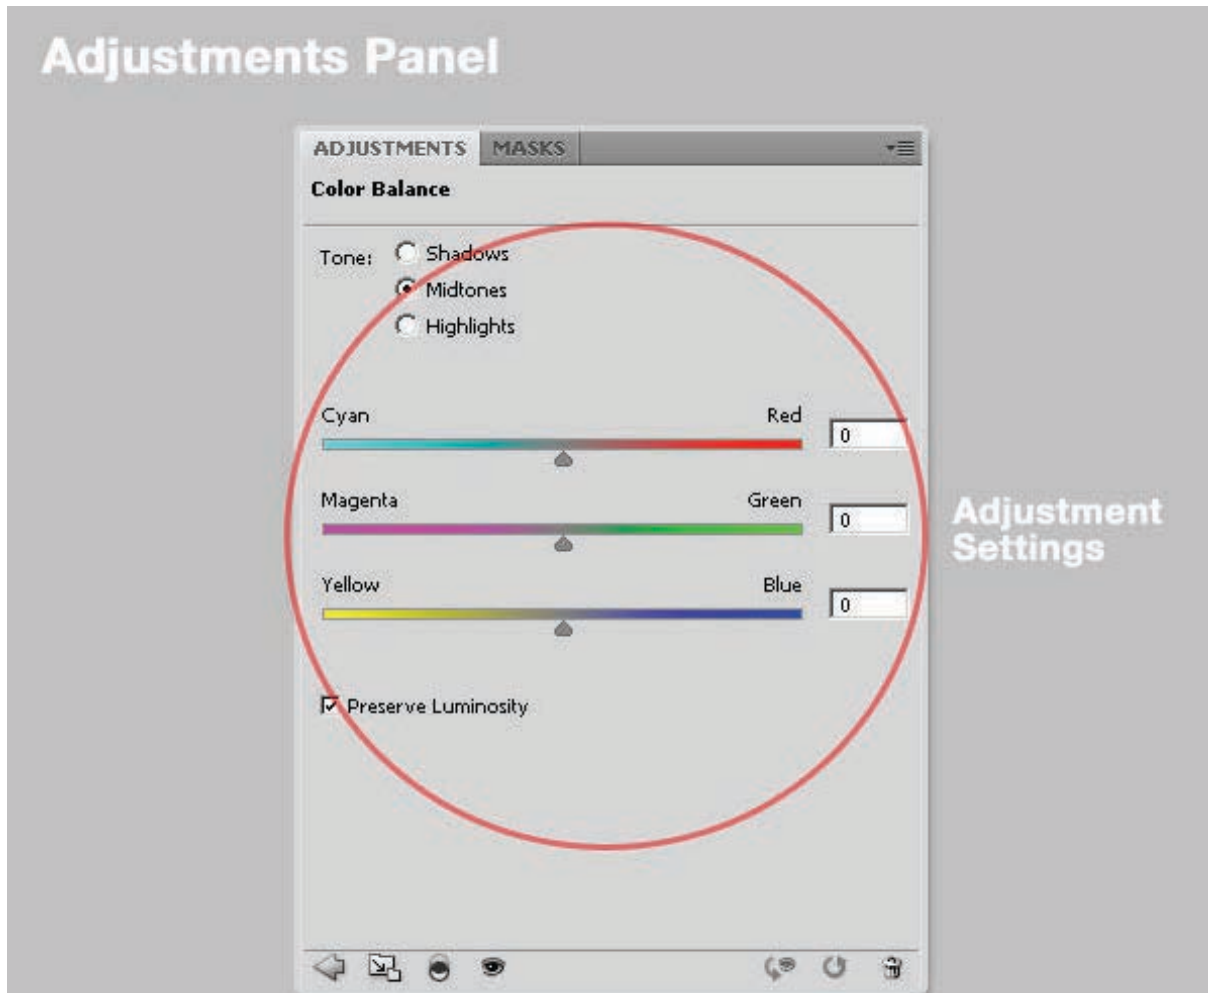 Adjustments Panel
ADJUSTMENTS MASKS
Color Balance
Tone: Shadows
Midtones
Highlights
Cyan Red 0
Magenta Green 0
Yellow Blue 0
Adjustment
Settings
Preserve Luminosity